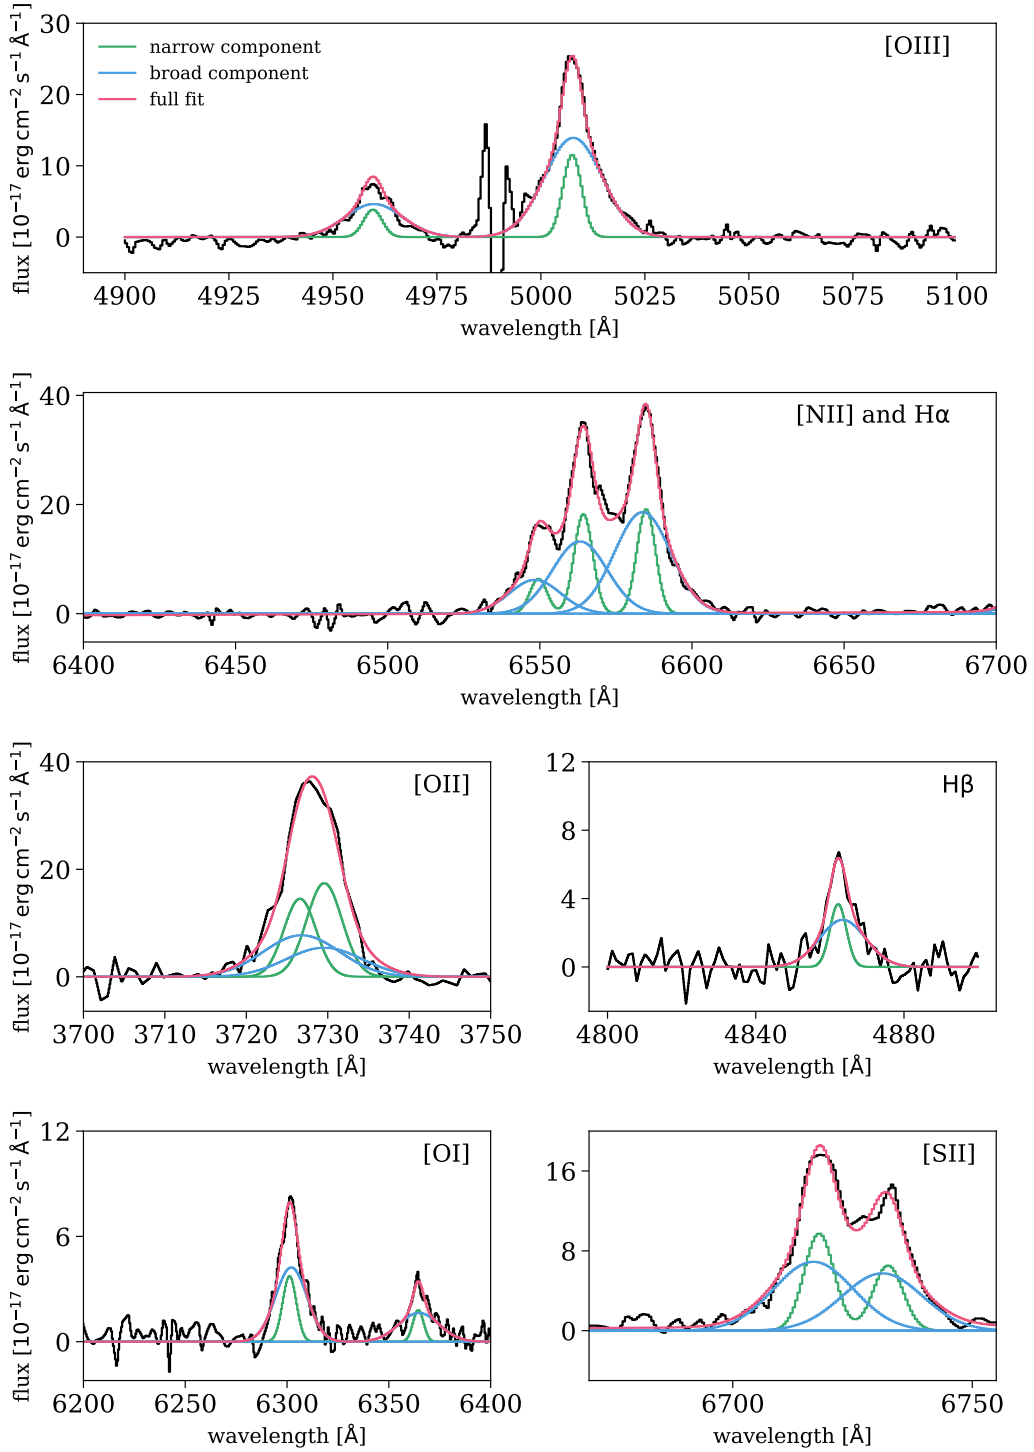 30
20
10
0
flux [10⁻¹⁷ erg cm⁻² s⁻¹ Å⁻¹]
narrow component
broad component
full fit
[OIII]
4900 4925 4950 4975 5000 5025 5050 5075 5100
wavelength [Å]
40
20
0
flux [10⁻¹⁷ erg cm⁻² s⁻¹ Å⁻¹]
[NII] and Hα
6400 6450 6500 6550 6600 6650 6700
wavelength [Å]
40
20
0
flux [10⁻¹⁷ erg cm⁻² s⁻¹ Å⁻¹]
[OII]
3700 3710 3720 3730 3740 3750
wavelength [Å]
12
8
4
0
Hβ
4800 4840 4880
wavelength [Å]
12
6
0
flux [10⁻¹⁷ erg cm⁻² s⁻¹ Å⁻¹]
[OI]
6200 6250 6300 6350 6400
wavelength [Å]
16
8
0
[SII]
6700 6750
wavelength [Å]